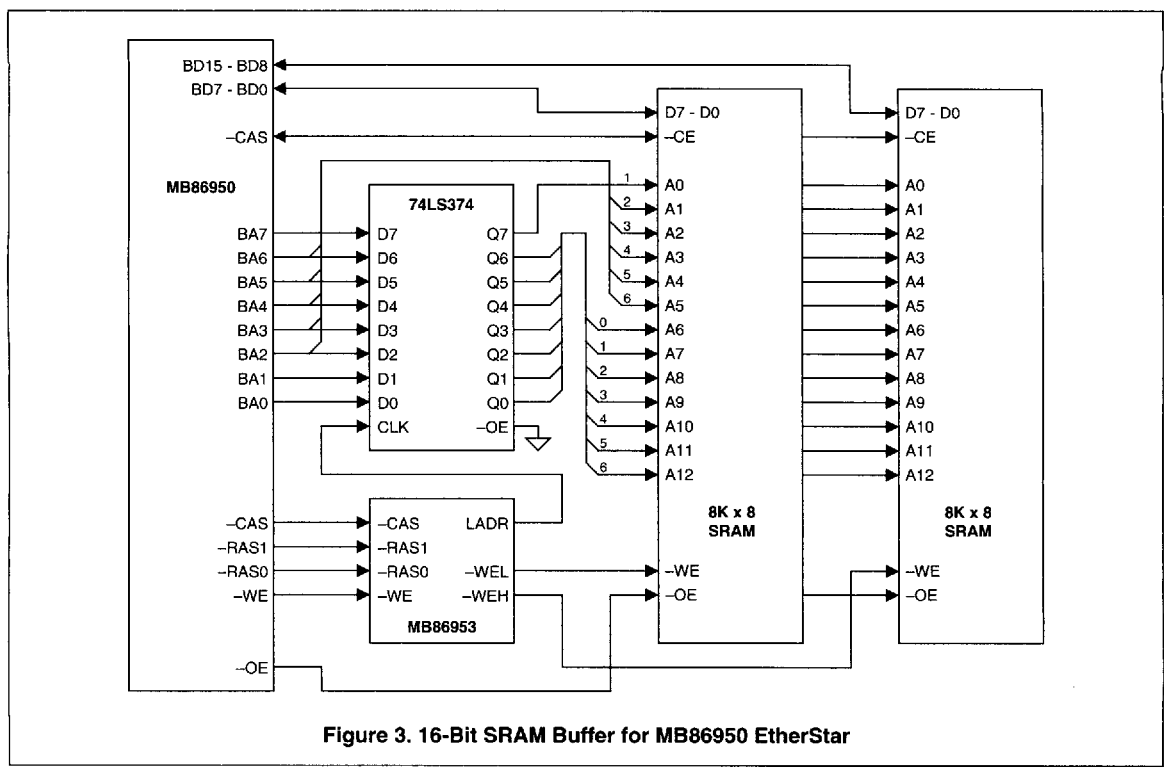 BD15 - BD8
BD7 - BD0
–CAS
MB86950
BA7
BA6
BA5
BA4
BA3
BA2
BA1
BA0
–CAS
–RAS1
–RAS0
–WE
–OE
74LS374
D7 Q7
D6 Q6
D5 Q5
D4 Q4
D3 Q3
D2 Q2
D1 Q1
D0 Q0
CLK –OE
–CAS LADR
–RAS1
–RAS0 –WEL
–WE –WEH
MB86953
1
2
3
4
5
6
0
1
2
3
4
5
6
D7 - D0
–CE
A0
A1
A2
A3
A4
A5
A6
A7
A8
A9
A10
A11
A12
8K x 8
SRAM
–WE
–OE
D7 - D0
–CE
A0
A1
A2
A3
A4
A5
A6
A7
A8
A9
A10
A11
A12
8K x 8
SRAM
–WE
–OE
Figure 3. 16-Bit SRAM Buffer for MB86950 EtherStar